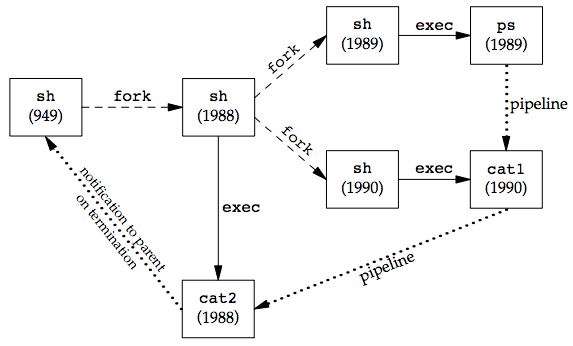 sh
(1989)
exec
ps
(1989)
fork
sh
(949)
fork
sh
(1988)
pipeline
fork
sh
(1990)
exec
cat1
(1990)
exec
notification to parent
on termination
pipeline
cat2
(1988)